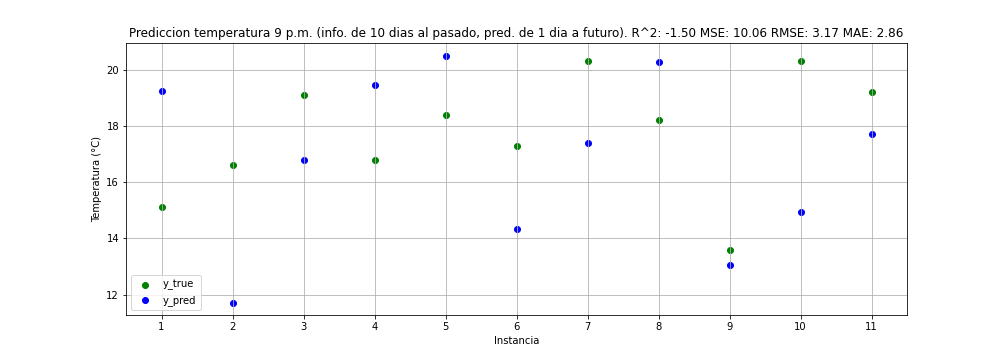 Prediccion temperatura 9 p.m. (info. de 10 dias al pasado, pred. de 1 dia a futuro). R^2: -1.50 MSE: 10.06 RMSE: 3.17 MAE: 2.86
Temperatura (°C)
20
18
16
14
12
y_true
y_pred
1 2 3 4 5 6 7 8 9 10 11
Instancia